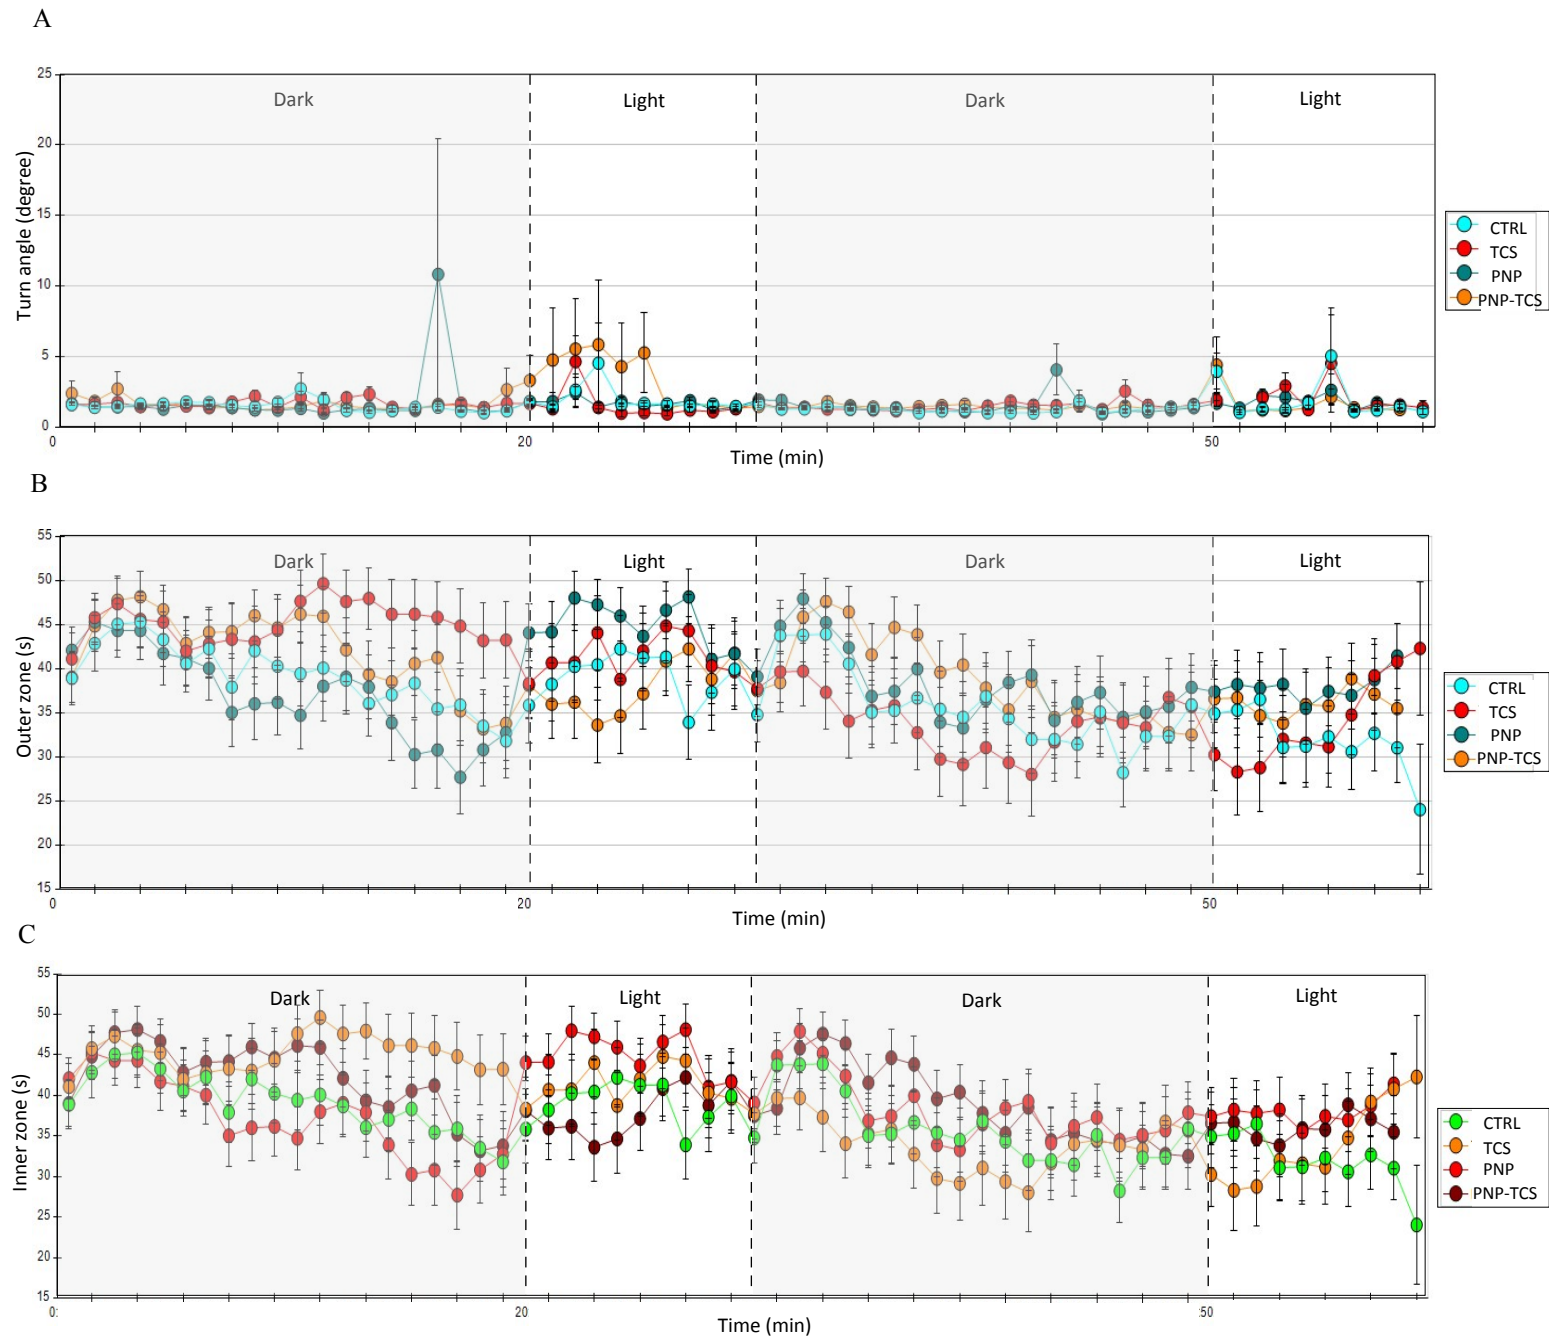 A
25
20
15
10
5
0
Turn angle (degree)
Dark
Light
Dark
Light
0
20
50
Time (min)
CTRL
TCS
PNP
PNP-TCS
B
55
50
45
40
35
30
25
20
15
Outer zone (s)
Dark
Light
Dark
Light
0
20
50
Time (min)
CTRL
TCS
PNP
PNP-TCS
C
55
50
45
40
35
30
25
20
15
Inner zone (s)
Dark
Light
Dark
Light
0:
20
:50
Time (min)
CTRL
TCS
PNP
PNP-TCS